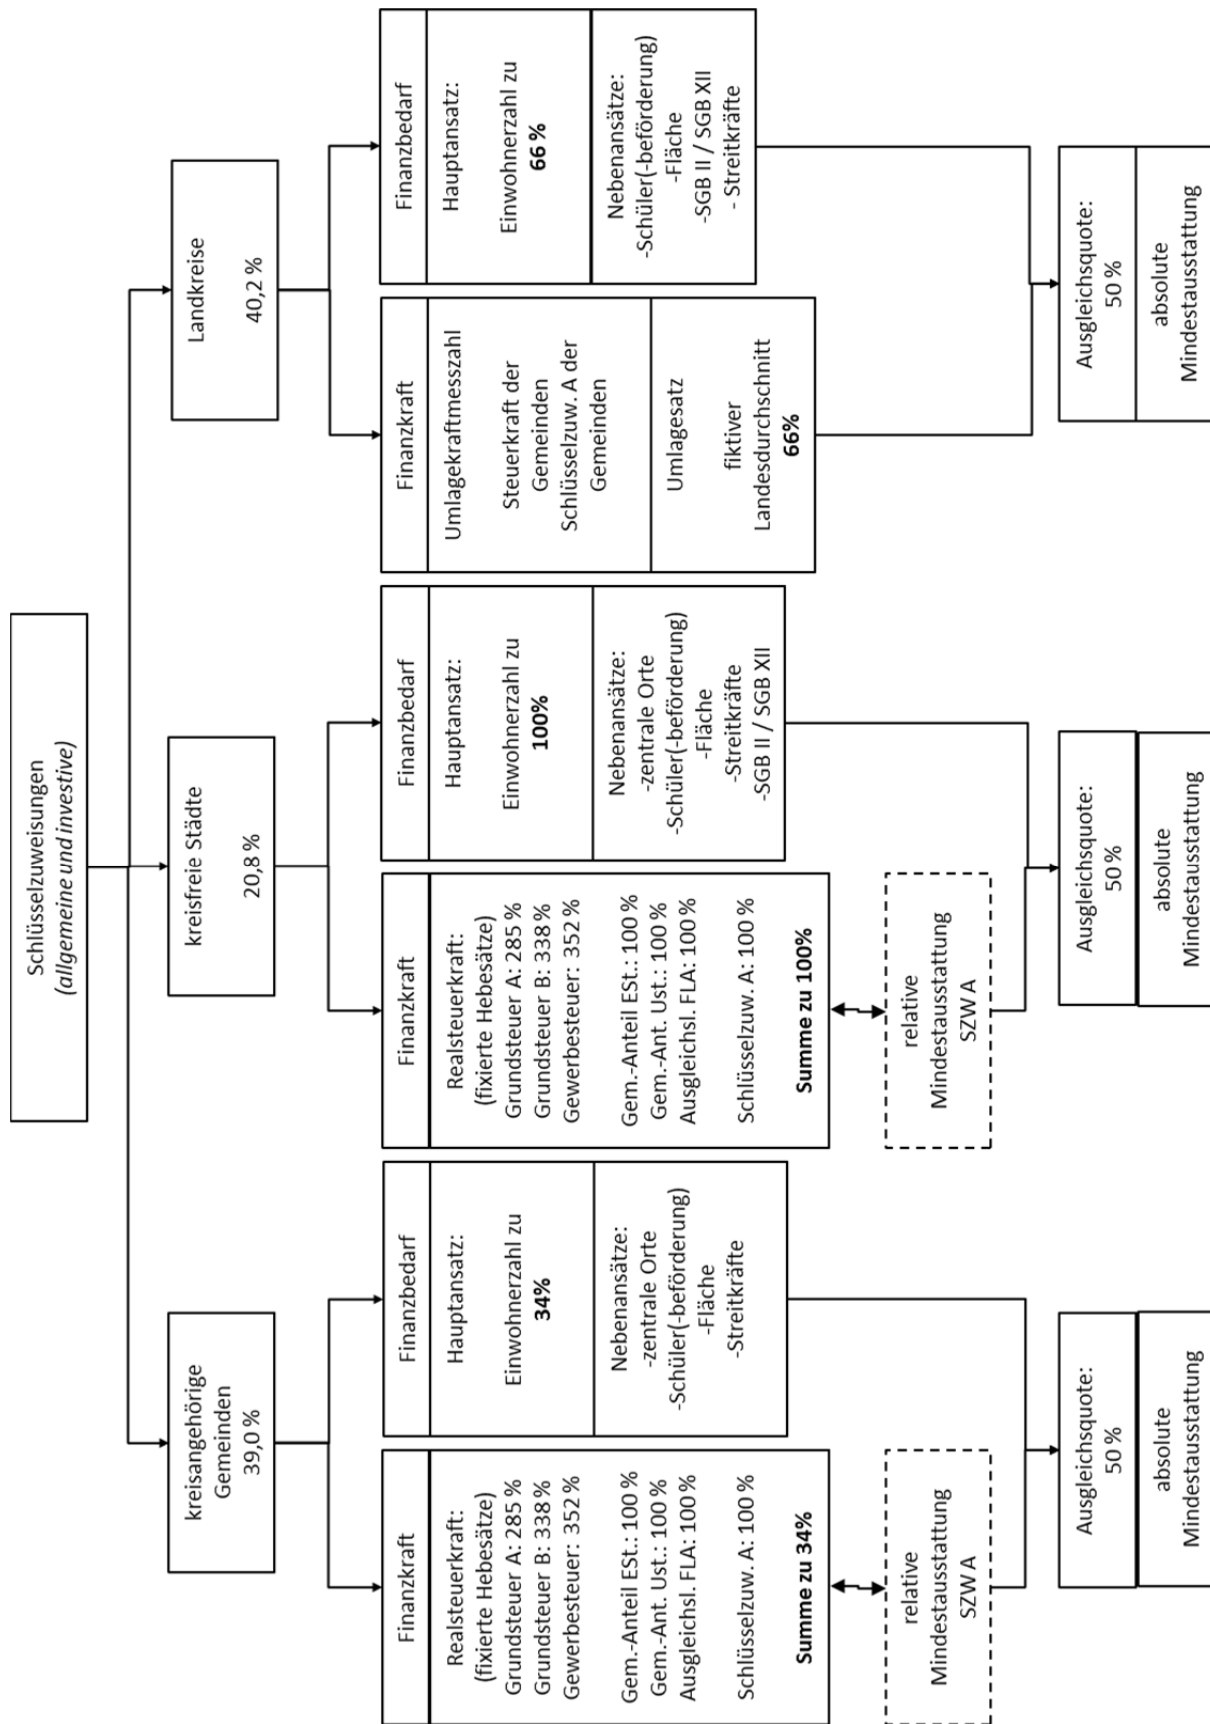 Schlüsselzuweisungen
(allgemeine und investive)
kreisangehörige
Gemeinden
39,0 %
kreisfreie Städte
20,8 %
Landkreise
40,2 %
Finanzkraft
Realsteuerkraft:
(fixierte Hebesätze)
Grundsteuer A: 285 %
Grundsteuer B: 338 %
Gewerbesteuer: 352 %
Gem.-Anteil ESt.: 100 %
Gem.-Ant. Ust.: 100 %
Ausgleichsl. FLA: 100 %
Schlüsselzuw. A: 100 %
Summe zu 34%
Finanzbedarf
Hauptansatz:
Einwohnerzahl zu
34%
Nebenansätze:
-zentrale Orte
-Schüler(-beförderung)
-Fläche
-Streitkräfte
Finanzkraft
Realsteuerkraft:
(fixierte Hebesätze)
Grundsteuer A: 285 %
Grundsteuer B: 338 %
Gewerbesteuer: 352 %
Gem.-Anteil ESt.: 100 %
Gem.-Ant. Ust.: 100 %
Ausgleichsl. FLA: 100 %
Schlüsselzuw. A: 100 %
Summe zu 100%
Finanzbedarf
Hauptansatz:
Einwohnerzahl zu
100%
Nebenansätze:
-zentrale Orte
-Schüler(-beförderung)
-Fläche
-Streitkräfte
-SGB II / SGB XII
Finanzkraft
Umlagekraftmesszahl
Steuerkraft der
Gemeinden
Schlüsselzuw. A der
Gemeinden
Umlagesatz
fiktiver
Landesdurchschnitt
66%
Finanzbedarf
Hauptansatz:
Einwohnerzahl zu
66 %
Nebenansätze:
-Schüler(-beförderung)
-Fläche
-SGB II / SGB XII
- Streitkräfte
relative
Mindestausstattung
SZW A
relative
Mindestausstattung
SZW A
Ausgleichsquote:
50 %
absolute
Mindestausstattung
Ausgleichsquote:
50 %
absolute
Mindestausstattung
Ausgleichsquote:
50 %
absolute
Mindestausstattung